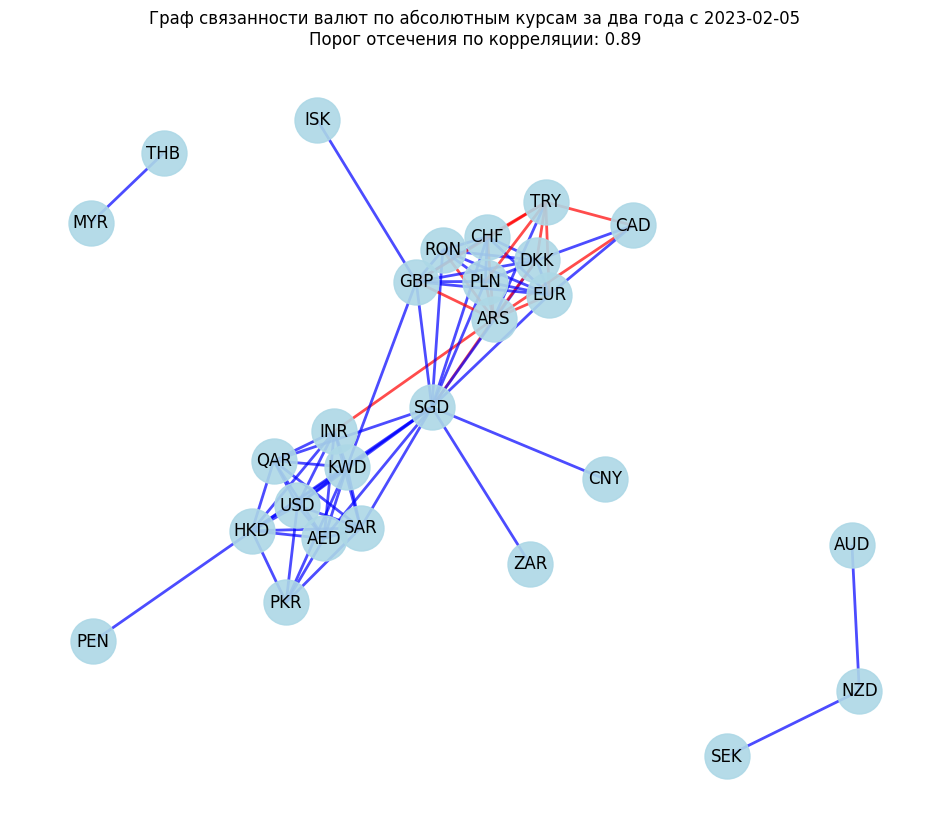 Граф связанности валют по абсолютным курсам за два года с 2023-02-05
Порог отсечения по корреляции: 0.89
ISK
THB
TRY
MYR
CAD
CHF
RON
DKK
GBP
PLN
EUR
ARS
SGD
INR
QAR
KWD
CNY
USD
HKD
SAR
AED
AUD
ZAR
PKR
PEN
NZD
SEK